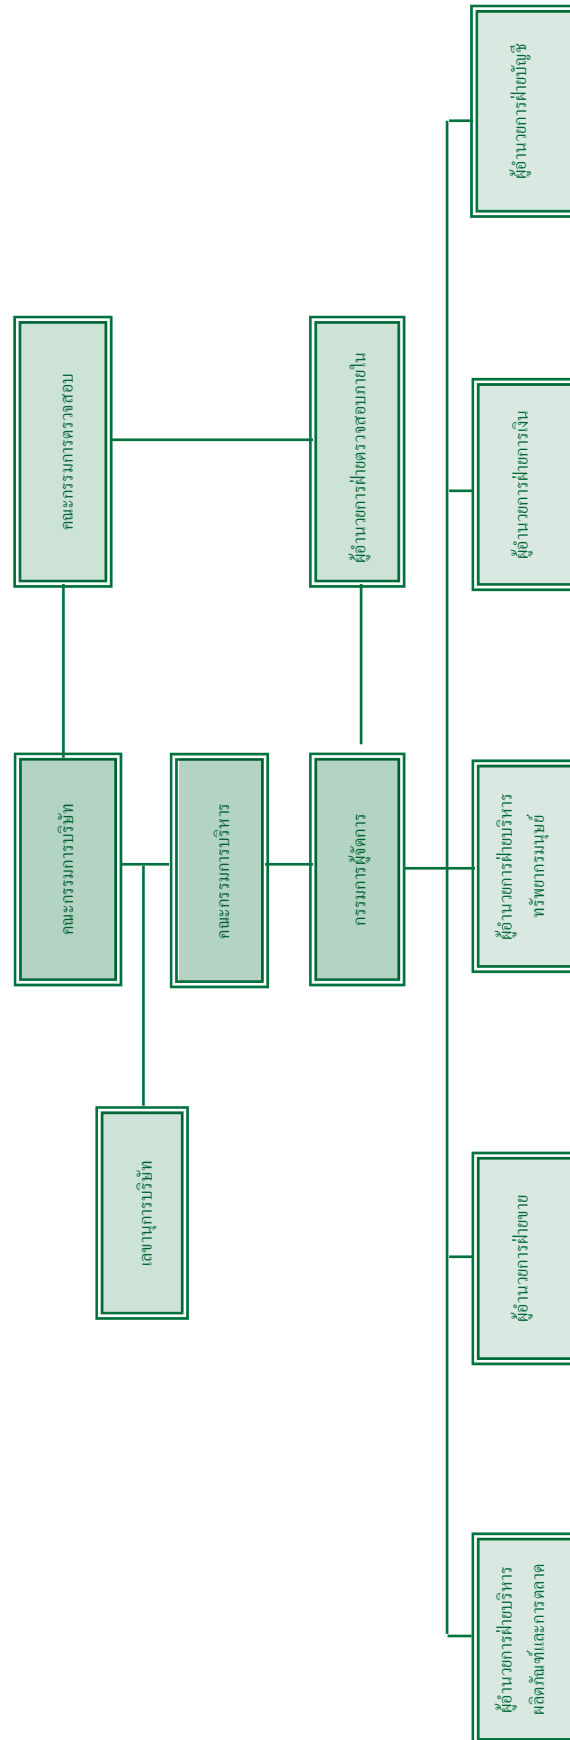 คณะกรรมการบริษัท
เลขานุการบริษัท
คณะกรรมการตรวจสอบ
คณะกรรมการบริหาร
กรรมการผู้จัดการ
ผู้อำนวยการฝ่ายตรวจสอบภายใน
ผู้อำนวยการฝ่ายบริหาร
ผลิตภัณฑ์และการตลาด
ผู้อำนวยการฝ่ายขาย
ผู้อำนวยการฝ่ายบริหาร
ทรัพยากรมนุษย์
ผู้อำนวยการฝ่ายการเงิน
ผู้อำนวยการฝ่ายบัญชี